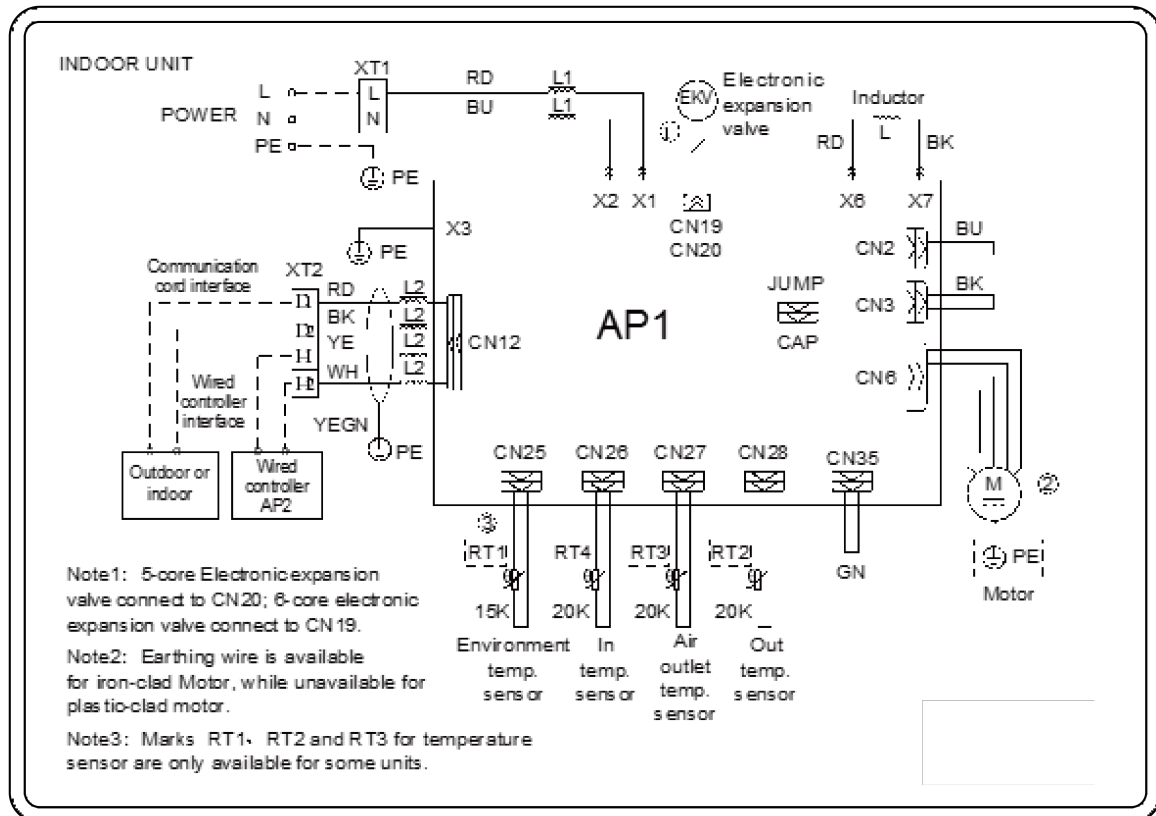 INDOOR UNIT
XT1
POWER
L
N
PE
L
N
RD
BU
L1
L1
EKV
Electronic
expansion
valve
1
Inductor
L
RD
BK
PE
X2
X1
CN19
CN20
X6
X7
X3
PE
CN2
BU
Communication
cord interface
XT2
RD
BK
YE
WH
L2
L2
L2
L2
CN12
AP1
JUMP
CAP
CN3
BK
CN6
Wired
controller
interface
YEGN
PE
Outdoor or
indoor
Wired
controller
AP2
CN25
CN26
CN27
CN28
CN35
M
2
3
RT1
RT4
RT3
RT2
GN
PE
Motor
15K
20K
20K
20K
Environment
temp.
sensor
In
temp.
sensor
Air
outlet
temp.
sensor
Out
temp.
sensor
Note1: 5-core Electronic expansion
valve connect to CN20; 6-core electronic
expansion valve connect to CN19.
Note2: Earthing wire is available
for iron-clad Motor, while unavailable for
plastic-clad motor.
Note3: Marks RT1、RT2 and RT3 for temperature
sensor are only available for some units.